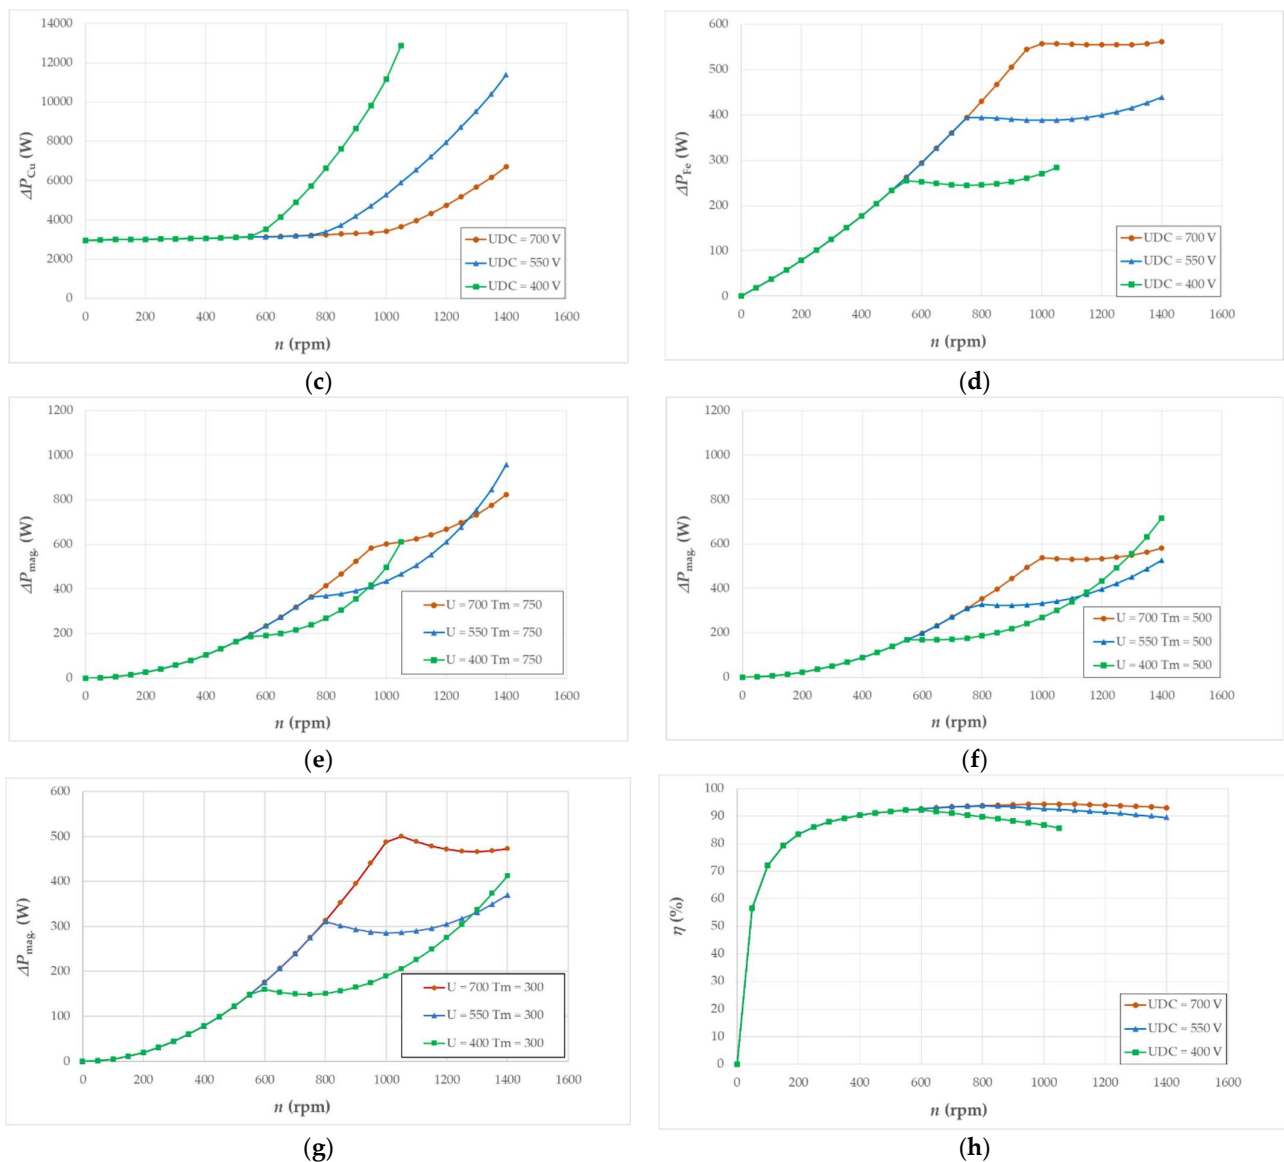 14000
12000
10000
8000
6000
4000
2000
0
ΔP_Cu (W)
UDC = 700 V
UDC = 550 V
UDC = 400 V
0 200 400 600 800 1000 1200 1400 1600
n (rpm)
(c)
600
500
400
300
200
100
0
ΔP_Fe (W)
UDC = 700 V
UDC = 550 V
UDC = 400 V
0 200 400 600 800 1000 1200 1400 1600
n (rpm)
(d)
1200
1000
800
600
400
200
0
ΔP_mag. (W)
U = 700 Tm = 750
U = 550 Tm = 750
U = 400 Tm = 750
0 200 400 600 800 1000 1200 1400 1600
n (rpm)
(e)
1200
1000
800
600
400
200
0
ΔP_mag. (W)
U = 700 Tm = 500
U = 550 Tm = 500
U = 400 Tm = 500
0 200 400 600 800 1000 1200 1400 1600
n (rpm)
(f)
600
500
400
300
200
100
0
ΔP_mag. (W)
U = 700 Tm = 300
U = 550 Tm = 300
U = 400 Tm = 300
0 200 400 600 800 1000 1200 1400 1600
n (rpm)
(g)
100
90
80
70
60
50
40
30
20
10
0
η (%)
UDC = 700 V
UDC = 550 V
UDC = 400 V
0 200 400 600 800 1000 1200 1400 1600
n (rpm)
(h)